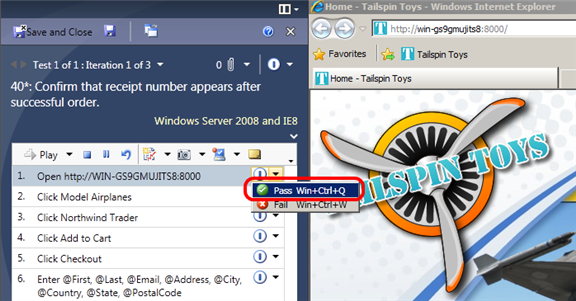 Save and Close
Test 1 of 1 : Iteration 1 of 3
0
40*: Confirm that receipt number appears after
successful order.
Windows Server 2008 and IE8
Play
1. Open http://WIN-GS9GMUJITS8:8000
Pass Win+Ctrl+Q
Fail Win+Ctrl+W
2. Click Model Airplanes
3. Click Northwind Trader
4. Click Add to Cart
5. Click Checkout
6. Enter @First, @Last, @Email, @Address, @City,
@Country, @State, @PostalCode
Home - Tailspin Toys - Windows Internet Explorer
http://win-gs9gmujits8:8000/
Favorites
T
Tailspin Toys
T
Home - Tailspin Toys
TAILSPIN TOYS